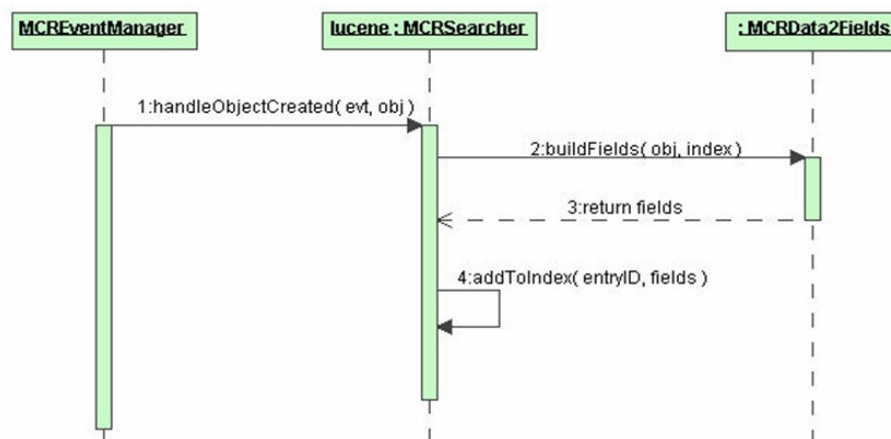 MCREventManager
lucene : MCRSearcher
: MCRData2Fields
1:handleObjectCreated( evt, obj )
2:buildFields( obj, index )
3:return fields
4:addToIndex( entryID, fields )